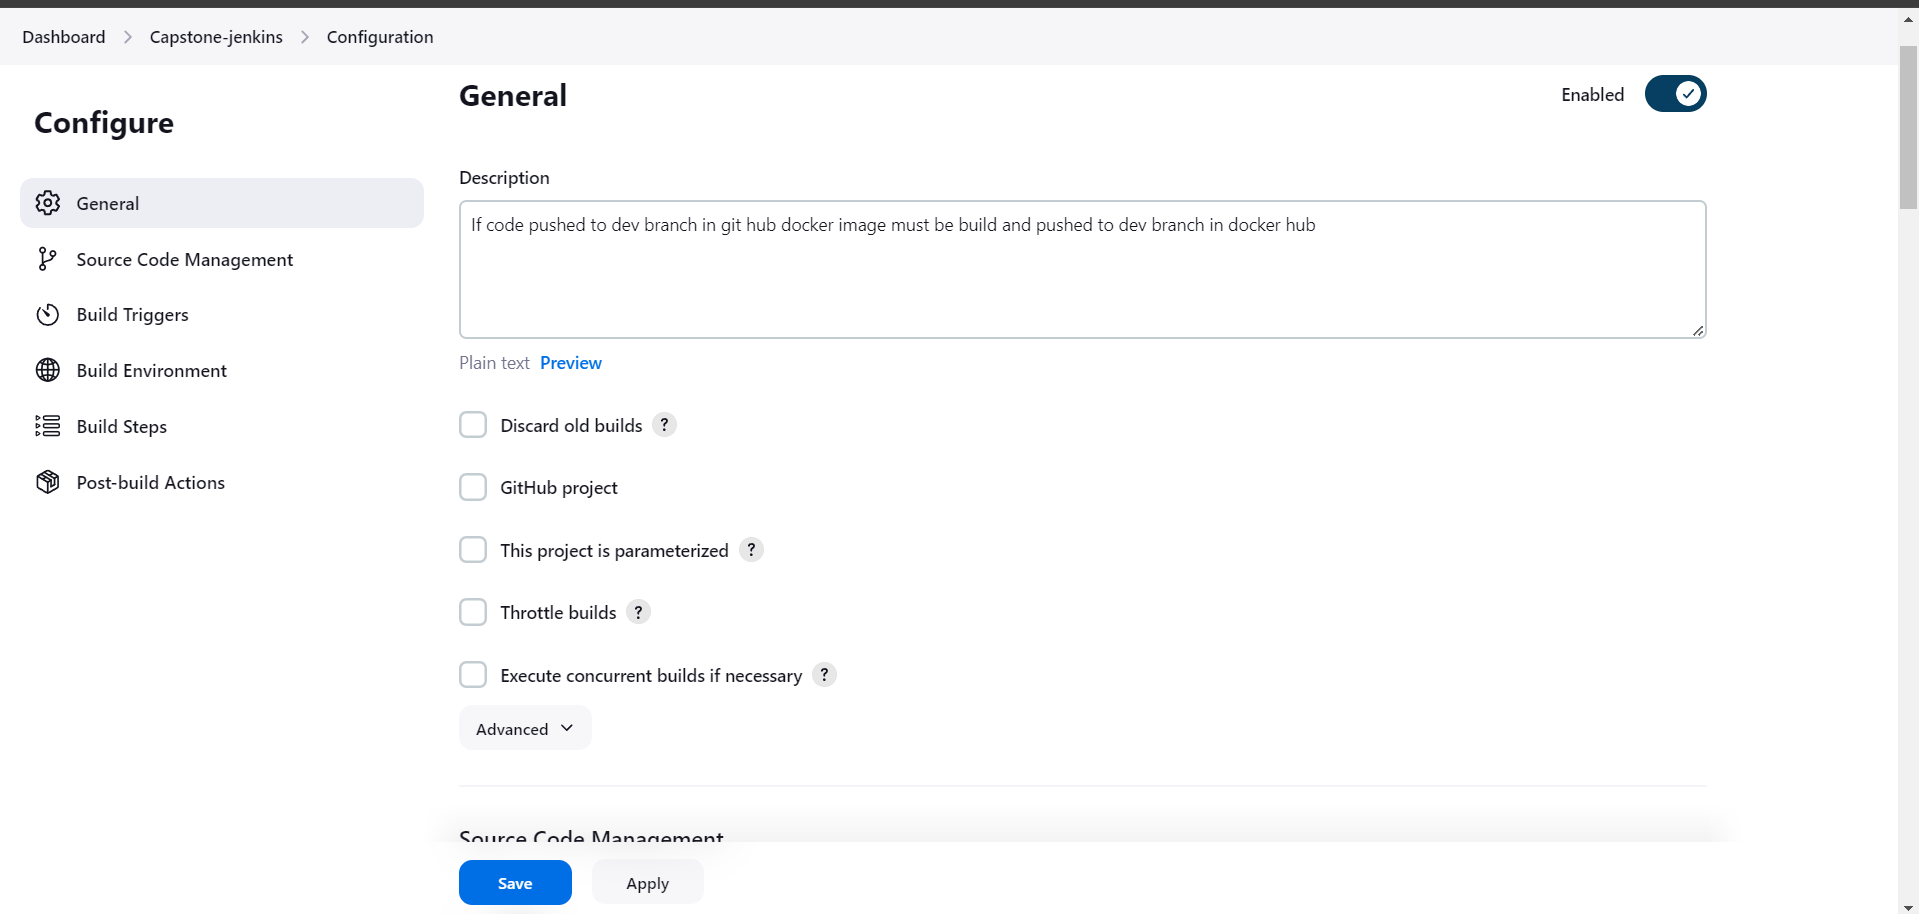 Dashboard > Capstone-jenkins > Configuration
Configure
General
Source Code Management
Build Triggers
Build Environment
Build Steps
Post-build Actions
General
Enabled
Description
If code pushed to dev branch in git hub docker image must be build and pushed to dev branch in docker hub
Plain text Preview
Discard old builds ?
GitHub project
This project is parameterized ?
Throttle builds ?
Execute concurrent builds if necessary ?
Advanced
Source Code Management
Save Apply